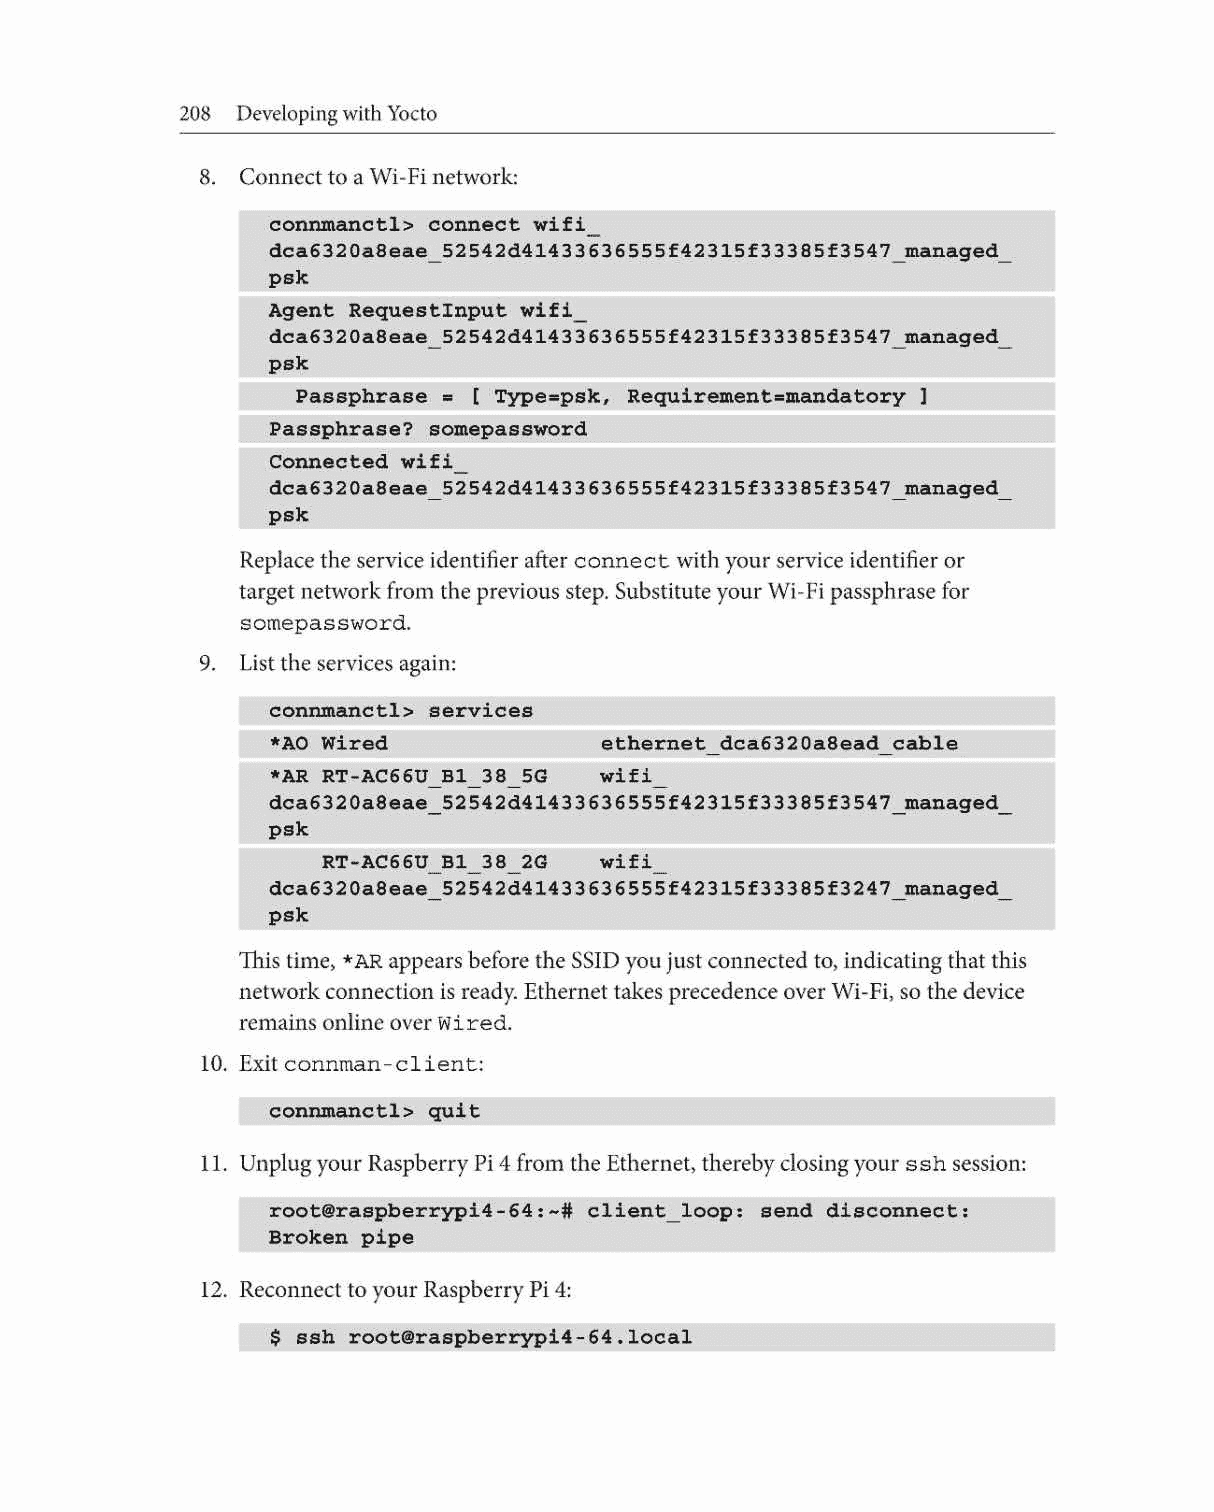 208 Developing with Yocto
8. Connect to a Wi-Fi network:
connmanctl> connect wifi_
dca6320a8eae_52542d41433636555f42315f33385f3547_managed_
psk
Agent RequestInput wifi_
dca6320a8eae_52542d41433636555f42315f33385f3547_managed_
psk
Passphrase = [ Type=psk, Requirement=mandatory ]
Passphrase? somepassword
Connected wifi_
dca6320a8eae_52542d41433636555f42315f33385f3547_managed_
psk
Replace the service identifier after connect with your service identifier or
target network from the previous step. Substitute your Wi-Fi passphrase for
somepassword.
9. List the services again:
connmanctl> services
*AO Wired ethernet_dca6320a8ead_cable
*AR RT-AC66U_B1_38_5G wifi_
dca6320a8eae_52542d41433636555f42315f33385f3547_managed_
psk
RT-AC66U_B1_38_2G wifi_
dca6320a8eae_52542d41433636555f42315f33385f3247_managed_
psk
This time, *AR appears before the SSID you just connected to, indicating that this
network connection is ready. Ethernet takes precedence over Wi-Fi, so the device
remains online over Wired.
10. Exit connman-client:
connmanctl> quit
11. Unplug your Raspberry Pi 4 from the Ethernet, thereby closing your ssh session:
root@raspberrypi4-64:~# client_loop: send disconnect:
Broken pipe
12. Reconnect to your Raspberry Pi 4:
$ ssh root@raspberrypi4-64.local